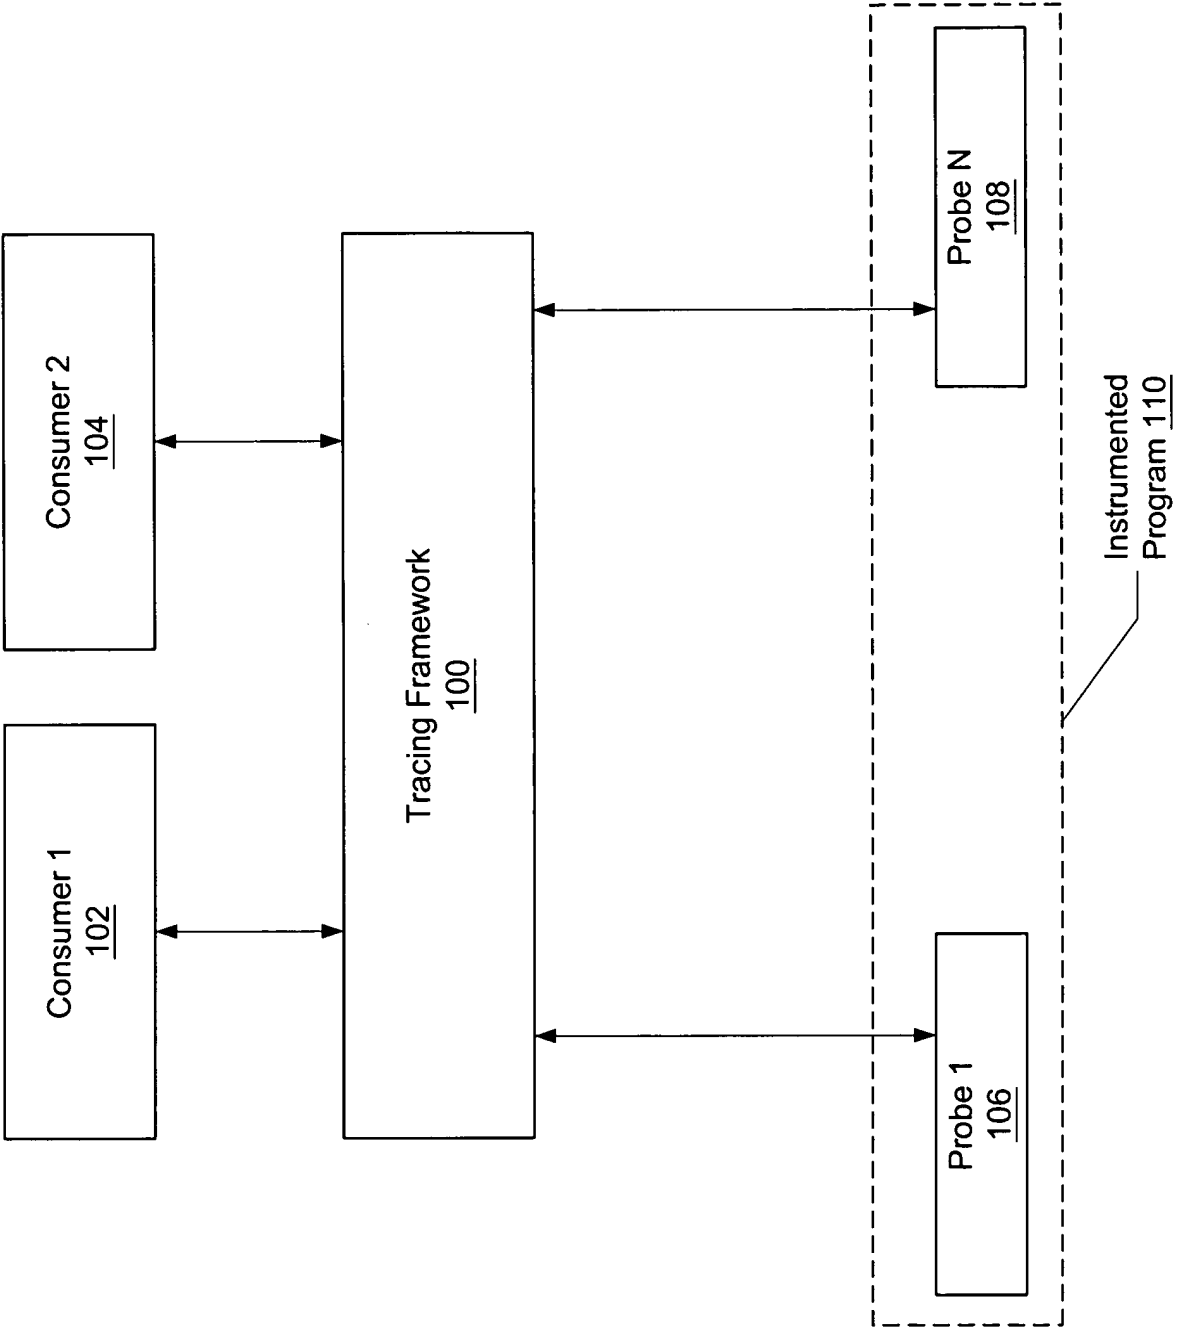 Consumer 1
102
Consumer 2
104
Tracing Framework
100
Probe 1
106
Probe N
108
Instrumented
Program 110